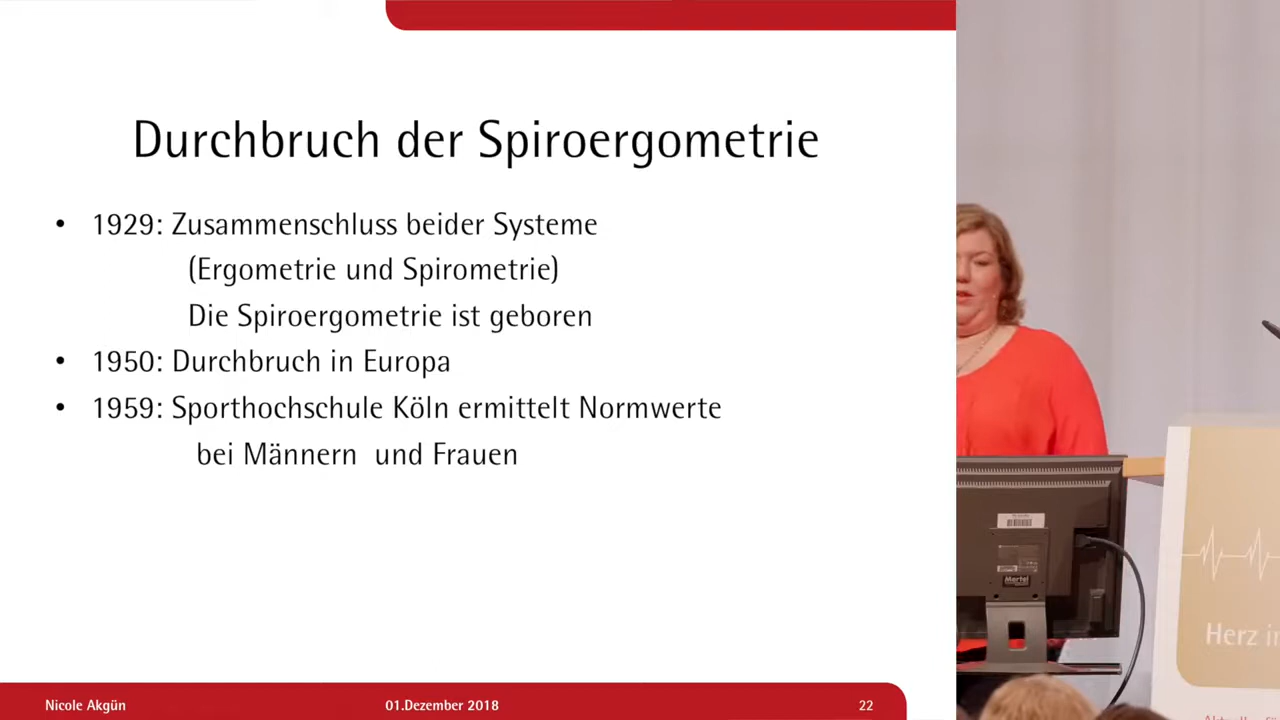 Durchbruch der Spiroergometrie
• 1929: Zusammenschluss beider Systeme
(Ergometrie und Spirometrie)
Die Spiroergometrie ist geboren
• 1950: Durchbruch in Europa
• 1959: Sporthochschule Köln ermittelt Normwerte
bei Männern und Frauen
Nicole Akgün
01.Dezember 2018
22
Herz